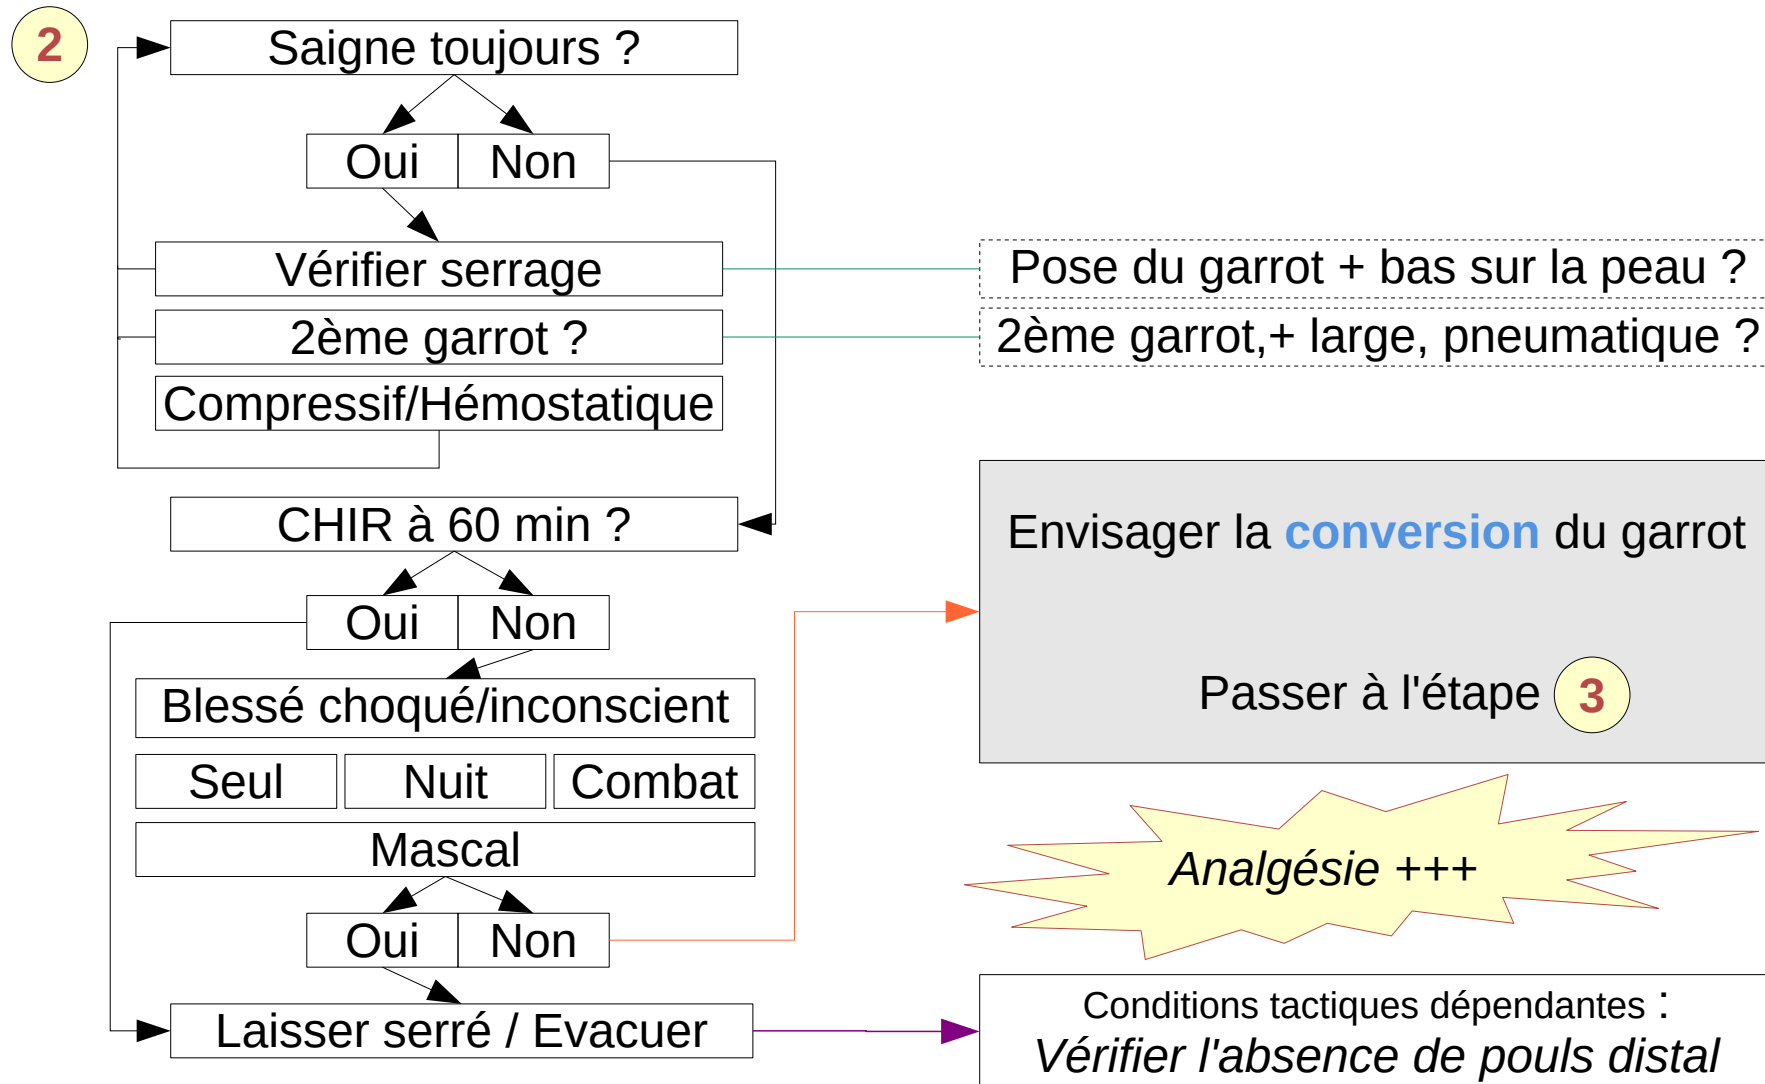 2
Saigne toujours ?
Oui
Non
Vérifier serrage
Pose du garrot + bas sur la peau ?
2ème garrot ?
2ème garrot,+ large, pneumatique ?
Compressif/Hémostatique
CHIR à 60 min ?
Oui
Non
Envisager la conversion du garrot
Passer à l'étape 3
Blessé choqué/inconscient
Seul
Nuit
Combat
Mascal
Analgésie +++
Oui
Non
Laisser serré / Evacuer
Conditions tactiques dépendantes :
Vérifier l'absence de pouls distal